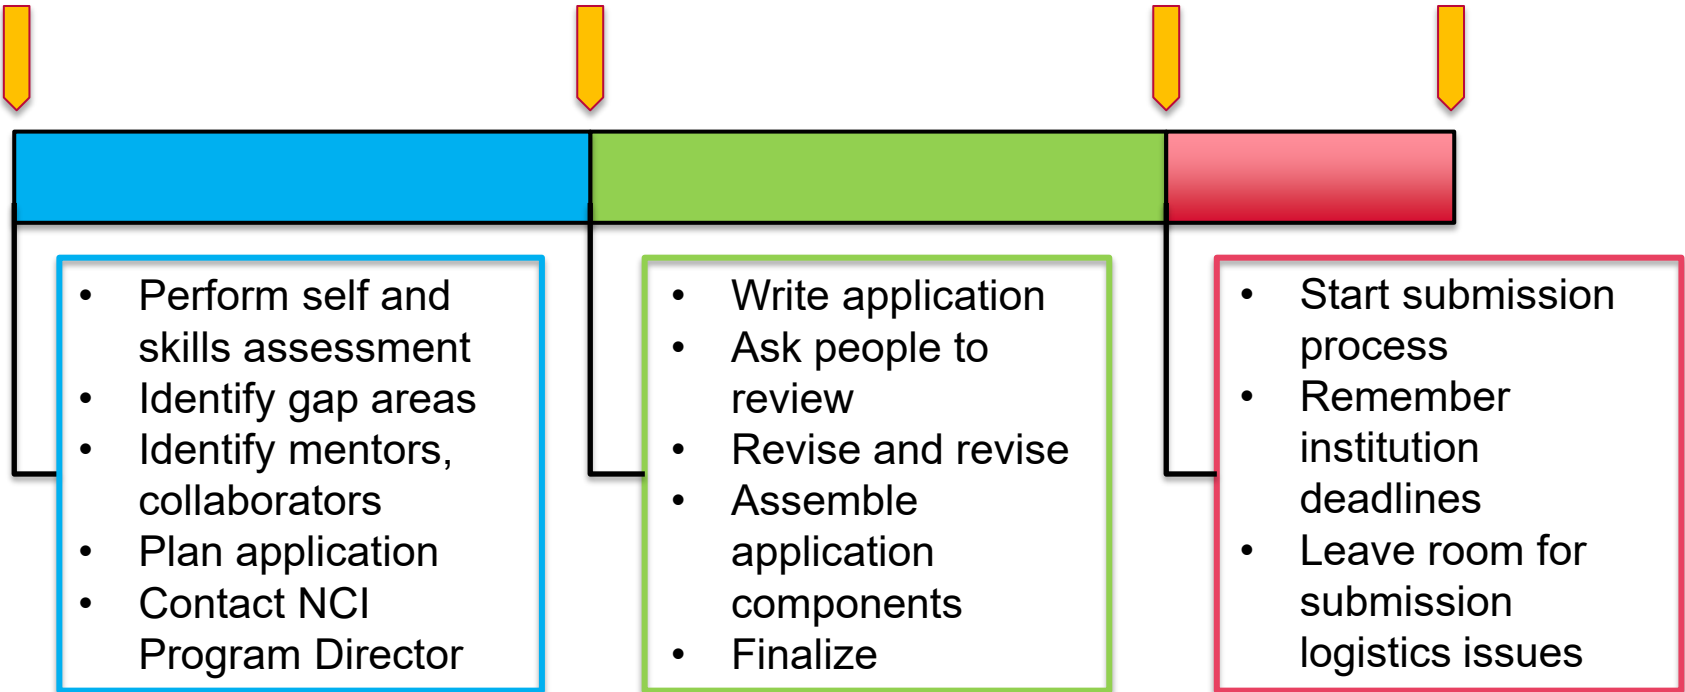 • Perform self and
skills assessment
• Identify gap areas
• Identify mentors,
collaborators
• Plan application
• Contact NCI
Program Director
• Write application
• Ask people to
review
• Revise and revise
• Assemble
application
components
• Finalize
• Start submission
process
• Remember
institution
deadlines
• Leave room for
submission
logistics issues